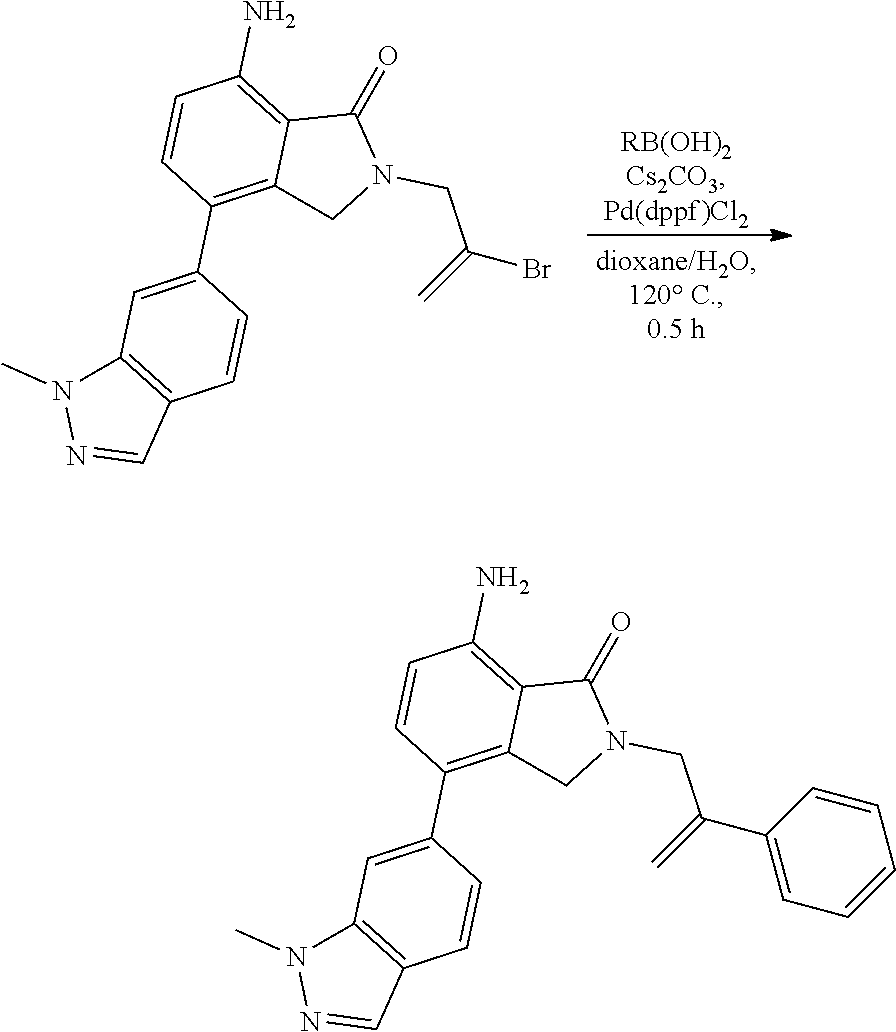 NH₂
O
N
Br
N
N
RB(OH)₂
Cs₂CO₃,
Pd(dppf)Cl₂
dioxane/H₂O,
120° C.,
0.5 h
NH₂
O
N
N
N